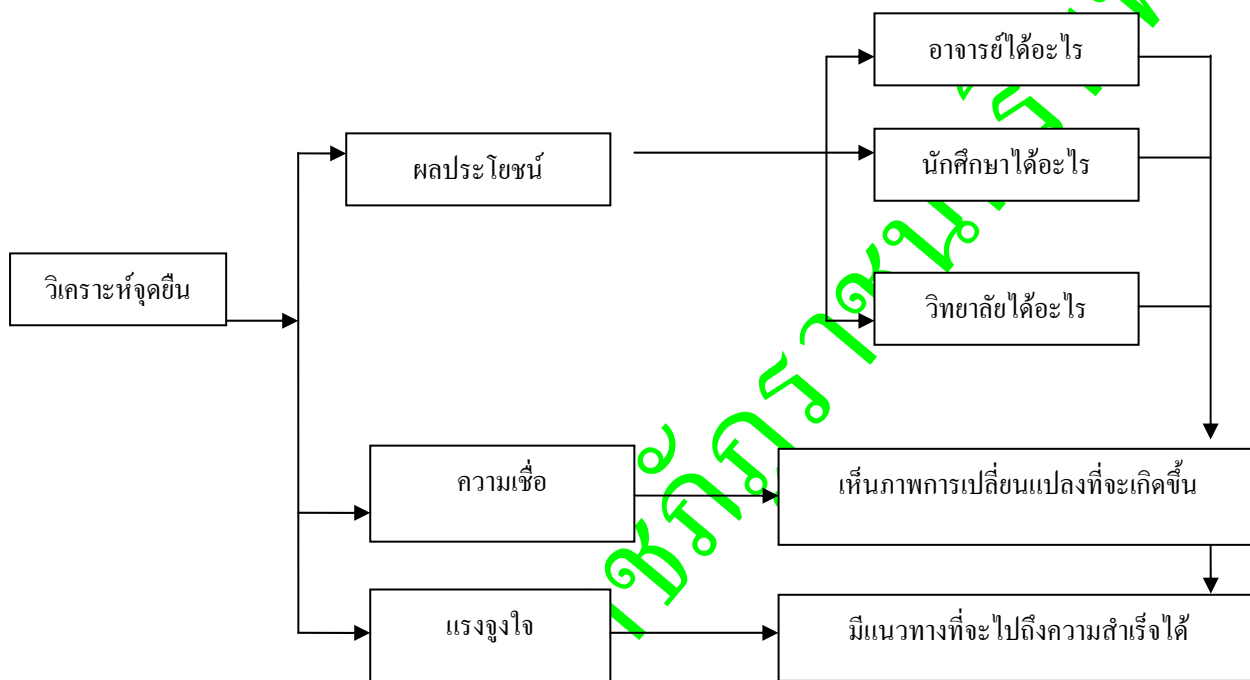 อาจารย์ได้อะไร
ผลประโยชน์
นักศึกษาได้อะไร
วิเคราะห์จุดยืน
วิทยาลัยได้อะไร
ความเชื่อ
เห็นภาพการเปลี่ยนแปลงที่จะเกิดขึ้น
แรงจูงใจ
มีแนวทางที่จะไปถึงความสำเร็จได้